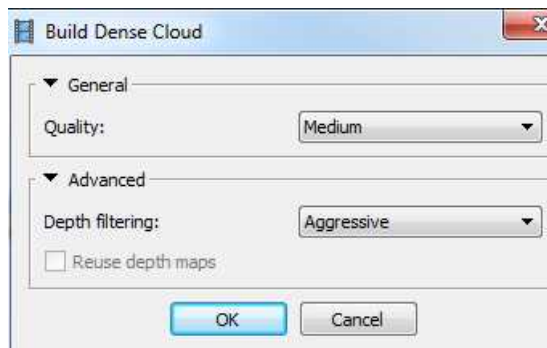 Build Dense Cloud
General
Quality: Medium
Advanced
Depth filtering: Aggressive
Reuse depth maps
OK Cancel